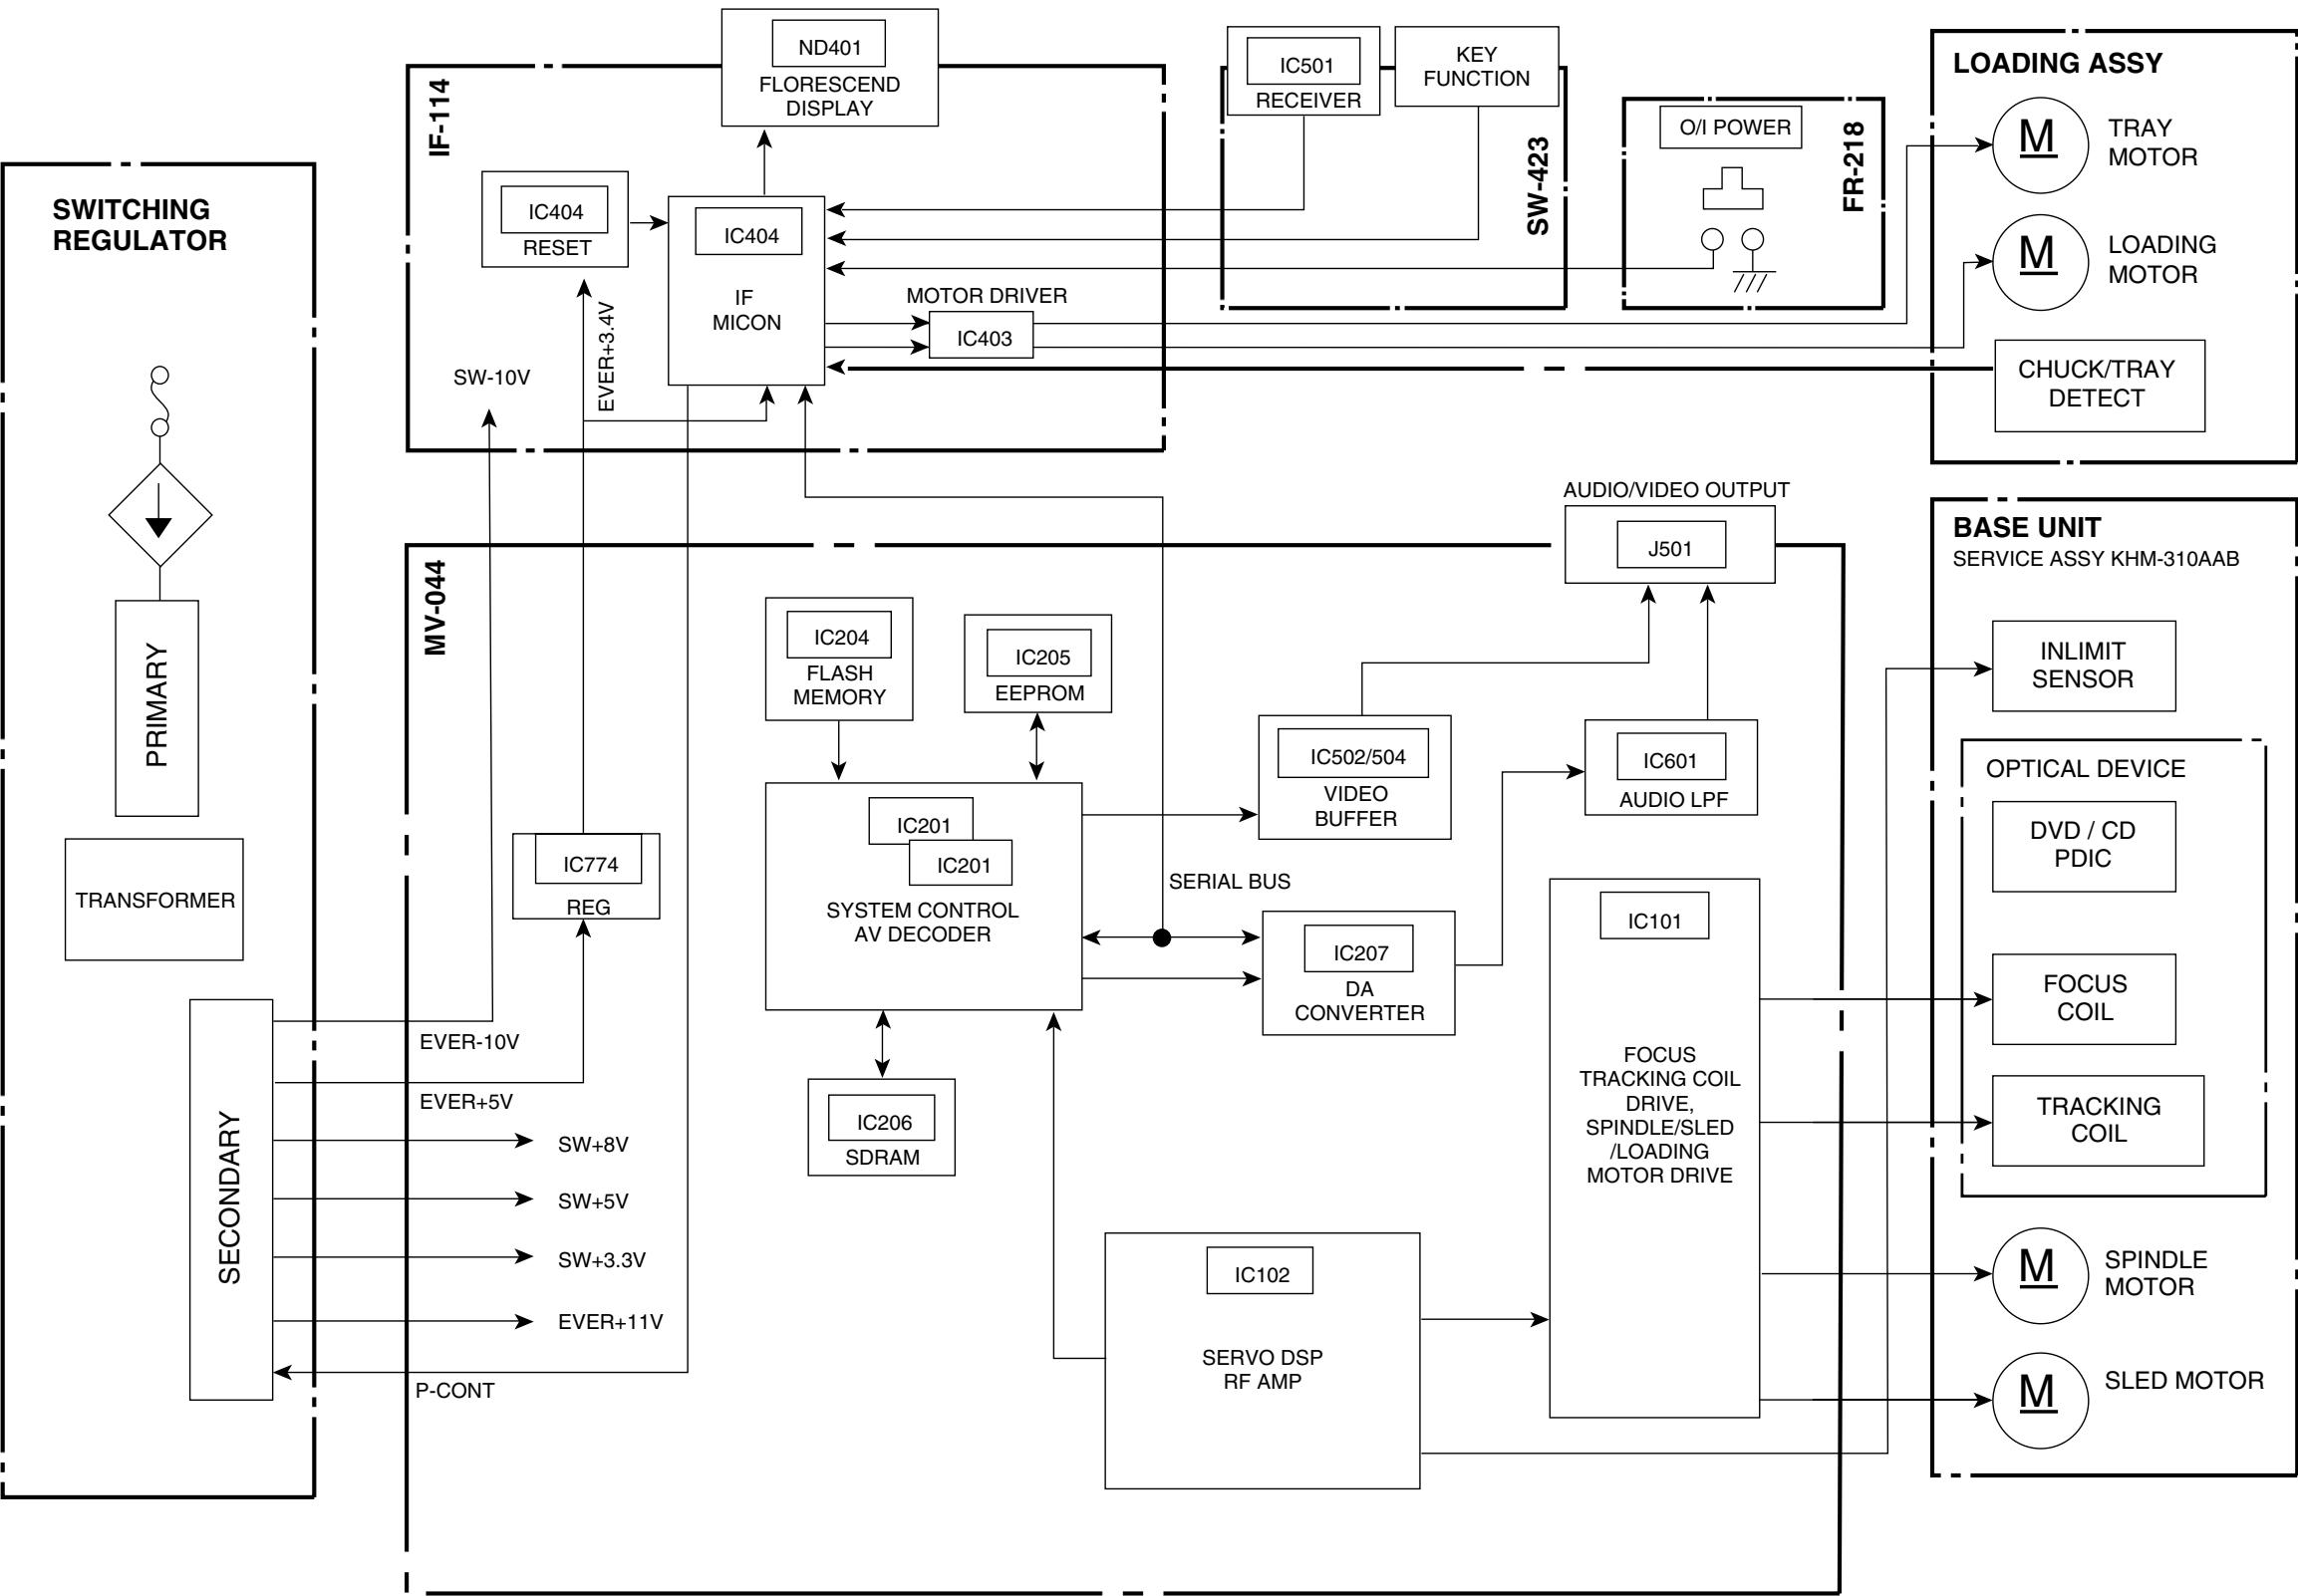 SWITCHING
REGULATOR
PRIMARY
TRANSFORMER
SECONDARY
IF-114
ND401
FLORESCEND
DISPLAY
IC404
RESET
IC404
IF
MICON
MOTOR DRIVER
IC403
SW-10V
EVER+3.4V
IC501
RECEIVER
KEY
FUNCTION
SW-423
O/I POWER
FR-218
LOADING ASSY
M
TRAY
MOTOR
M
LOADING
MOTOR
CHUCK/TRAY
DETECT
MV-044
AUDIO/VIDEO OUTPUT
J501
IC204
FLASH
MEMORY
IC205
EEPROM
IC502/504
VIDEO
BUFFER
IC601
AUDIO LPF
IC201
IC201
SYSTEM CONTROL
AV DECODER
SERIAL BUS
IC207
DA
CONVERTER
IC774
REG
IC206
SDRAM
IC101
FOCUS
TRACKING COIL
DRIVE,
SPINDLE/SLED
/LOADING
MOTOR DRIVE
IC102
SERVO DSP
RF AMP
EVER-10V
EVER+5V
SW+8V
SW+5V
SW+3.3V
EVER+11V
P-CONT
BASE UNIT
SERVICE ASSY KHM-310AAB
INLIMIT
SENSOR
OPTICAL DEVICE
DVD / CD
PDIC
FOCUS
COIL
TRACKING
COIL
M
SPINDLE
MOTOR
M
SLED MOTOR